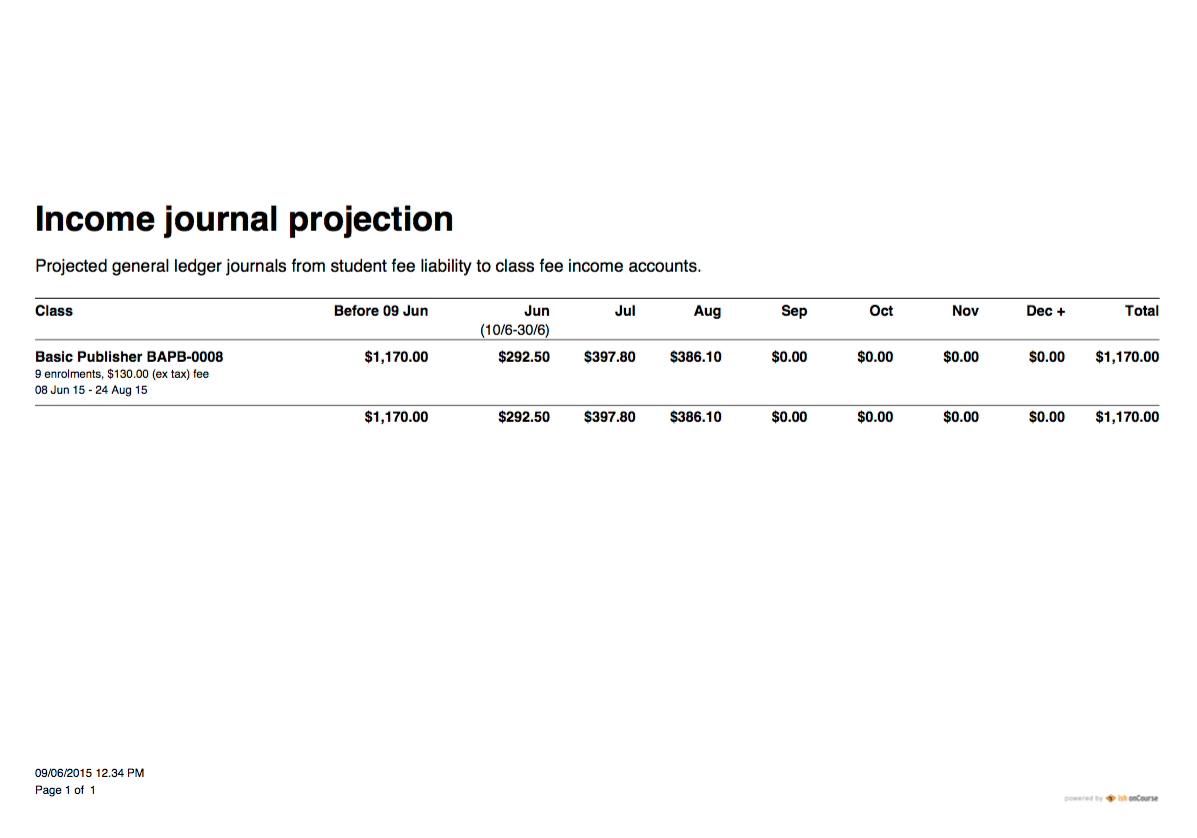 Income journal projection
Projected general ledger journals from student fee liability to class fee income accounts.
Class Before 09 Jun Jun Jul Aug Sep Oct Nov Dec + Total
(10/6-30/6)
Basic Publisher BAPB-0008 $1,170.00 $292.50 $397.80 $386.10 $0.00 $0.00 $0.00 $0.00 $1,170.00
9 enrolments, $130.00 (ex tax) fee
08 Jun 15 - 24 Aug 15
$1,170.00 $292.50 $397.80 $386.10 $0.00 $0.00 $0.00 $0.00 $1,170.00
09/06/2015 12.34 PM
Page 1 of 1
powered by ish onCourse